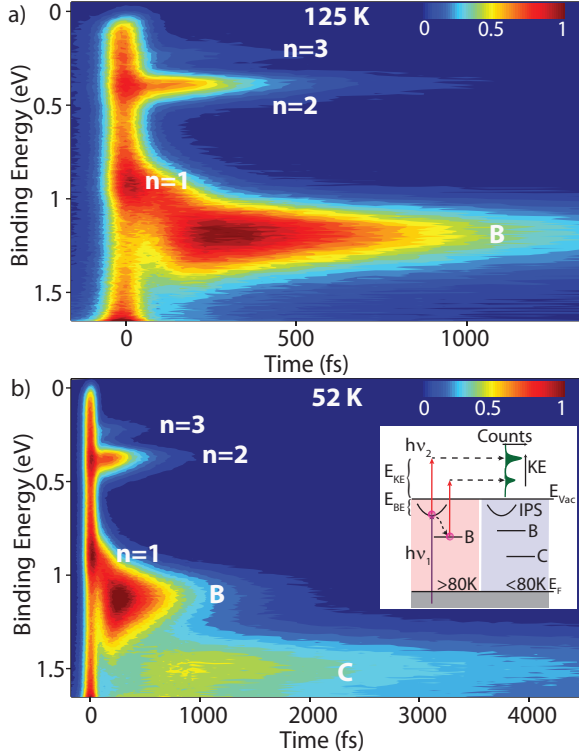 a)
125 K
0 0.5 1
0
0.5
1
1.5
Binding Energy (eV)
n=3
n=2
n=1
B
0 500 1000
Time (fs)
b)
52 K
0 0.5 1
0
0.5
1
1.5
Binding Energy (eV)
n=3
n=2
n=1
B
C
hν2
Counts
EKE
KE
EVac
EBE
IPS
B
B
hν1
C
>80K
<80K
EF
0 1000 2000 3000 4000
Time (fs)